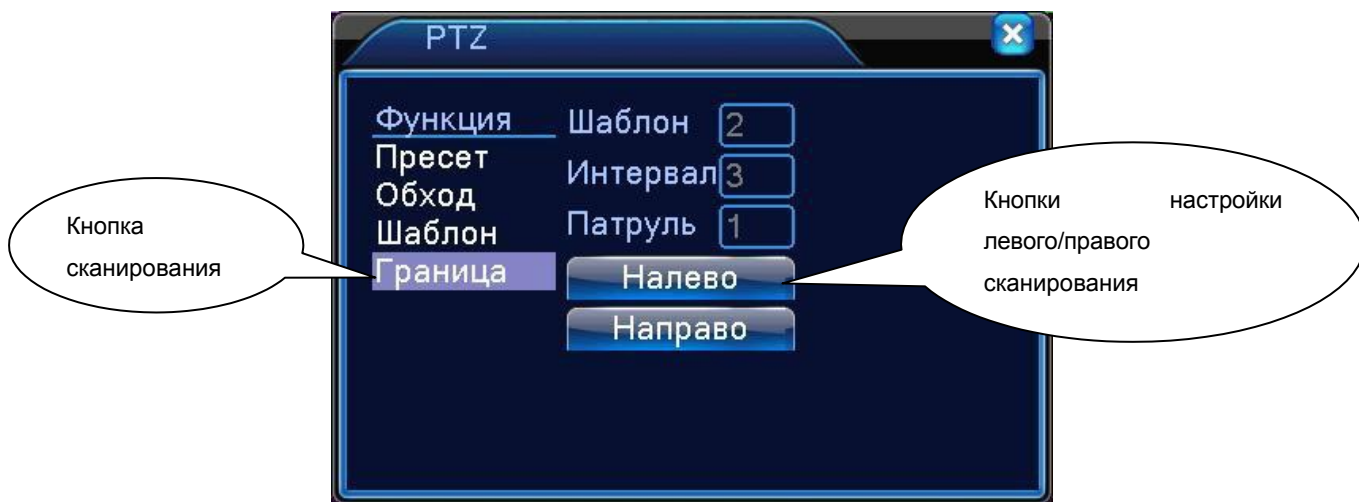 PTZ
Функция
Пресет
Обход
Шаблон
Граница
Шаблон 2
Интервал 3
Патруль 1
Налево
Направо
Кнопка
сканирования
Кнопки настройки
левого/правого
сканирования